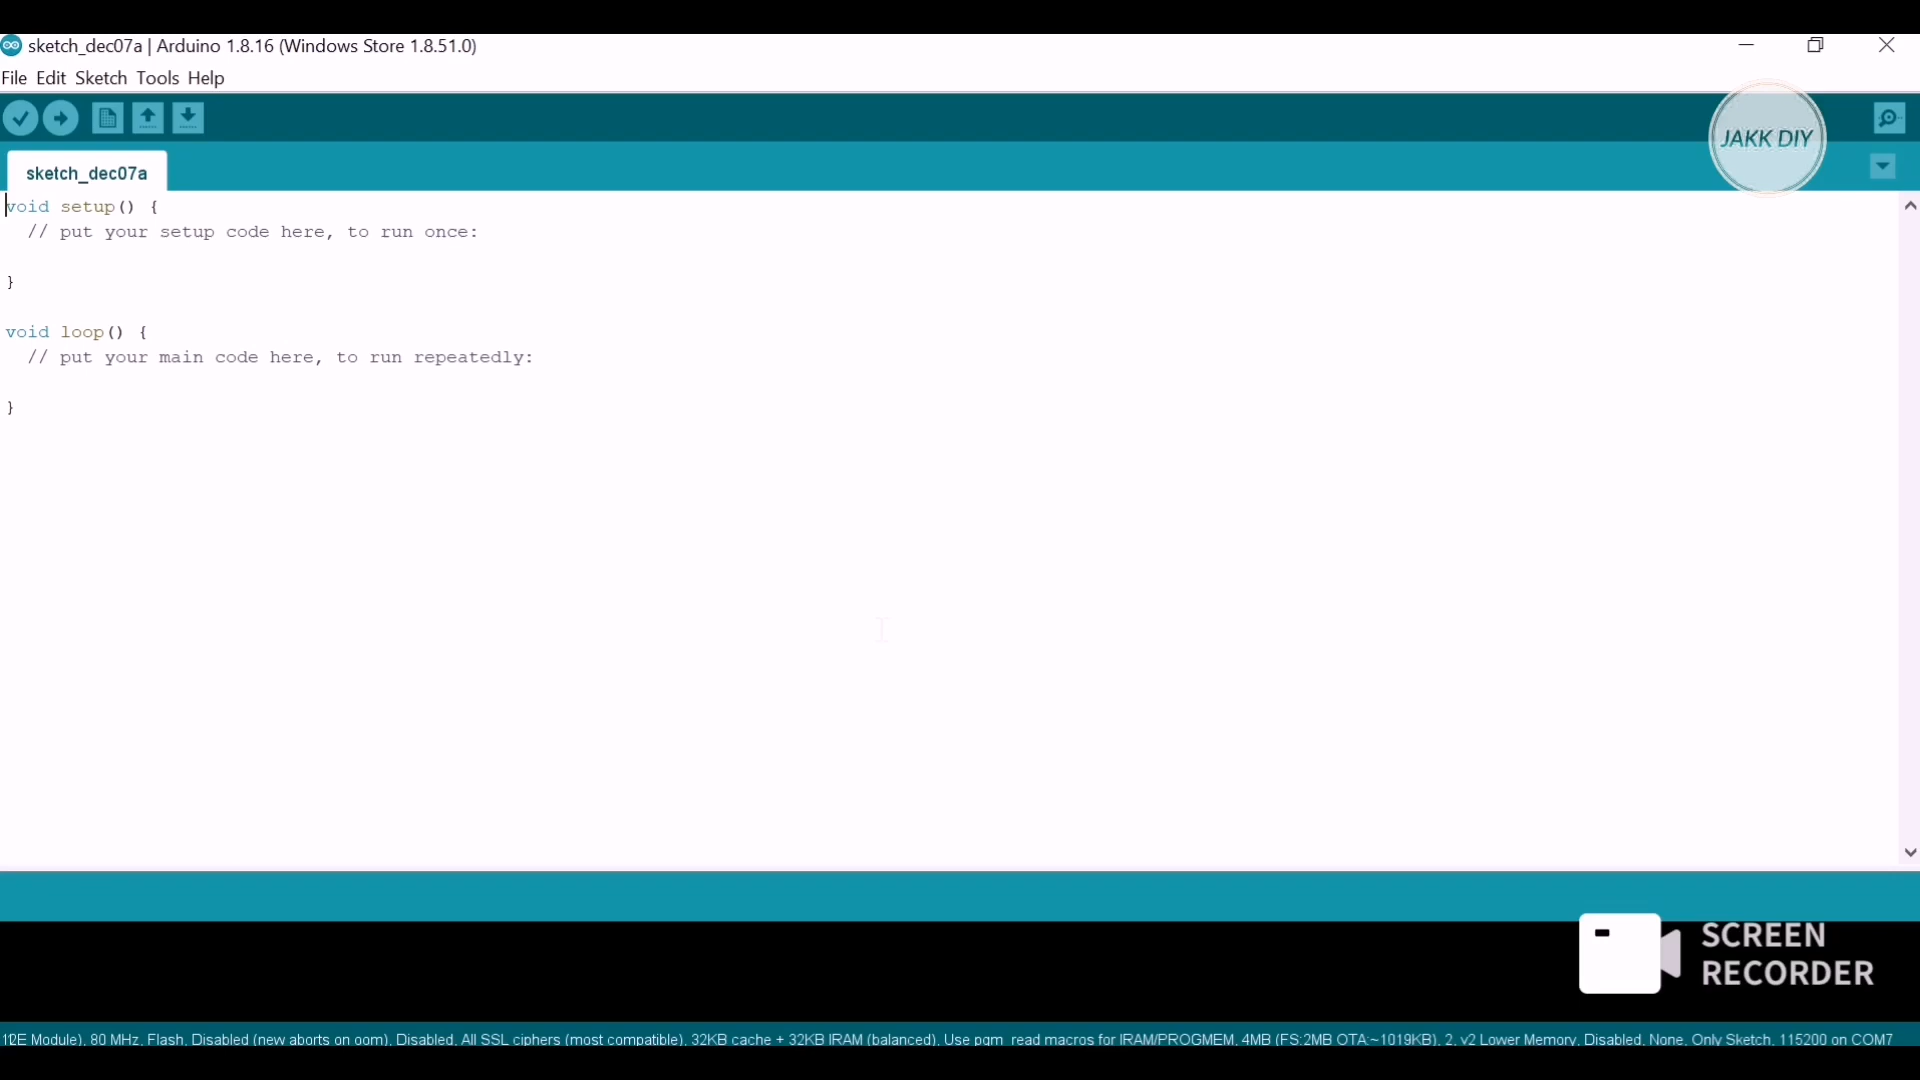 sketch_dec07a | Arduino 1.8.16 (Windows Store 1.8.51.0)
File Edit Sketch Tools Help
JAKK DIY
sketch_dec07a
void setup() {
// put your setup code here, to run once:
}
void loop() {
// put your main code here, to run repeatedly:
}
SCREEN
RECORDER
12E Module), 80 MHz, Flash, Disabled (new aborts on oom), Disabled, All SSL ciphers (most compatible), 32KB cache + 32KB IRAM (balanced), Use pgm_read macros for IRAM/PROGMEM, 4MB (FS:2MB OTA:~1019KB), 2, v2 Lower Memory, Disabled, None, Only Sketch, 115200 on COM7